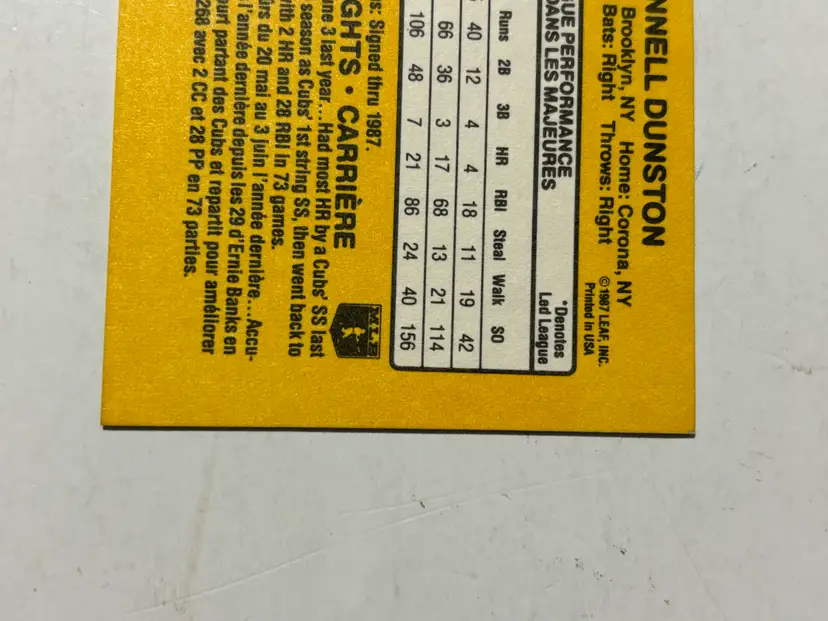 NNELL DUNSTON
Brooklyn, NY Home: Corona, NY
Bats: Right Throws: Right
©1987 LEAF, INC.
Printed in USA
GUE PERFORMANCE
DANS LES MAJEURES
*Denotes
Led League
Runs 2B 3B HR RBI Steal Walk SO
40 12 4 4 18 11 19 42
66 36 3 17 68 13 21 114
106 48 7 21 86 24 40 156
MLB
GHTS • CARRIÈRE
s: Signed thru 1987.
une 3 last year...Had most HR by a Cubs' SS last
season as Cubs' 1st string SS, then went back to
with 2 HR and 28 RBI in 73 games.
rs du 20 mai au 3 juin l'année dernière...Accu-
l'année dernière depuis les 29 d'Ernie Banks en
urt partant des Cubs et repartit pour améliorer
268 avec 2 CC et 28 PP en 73 parties.